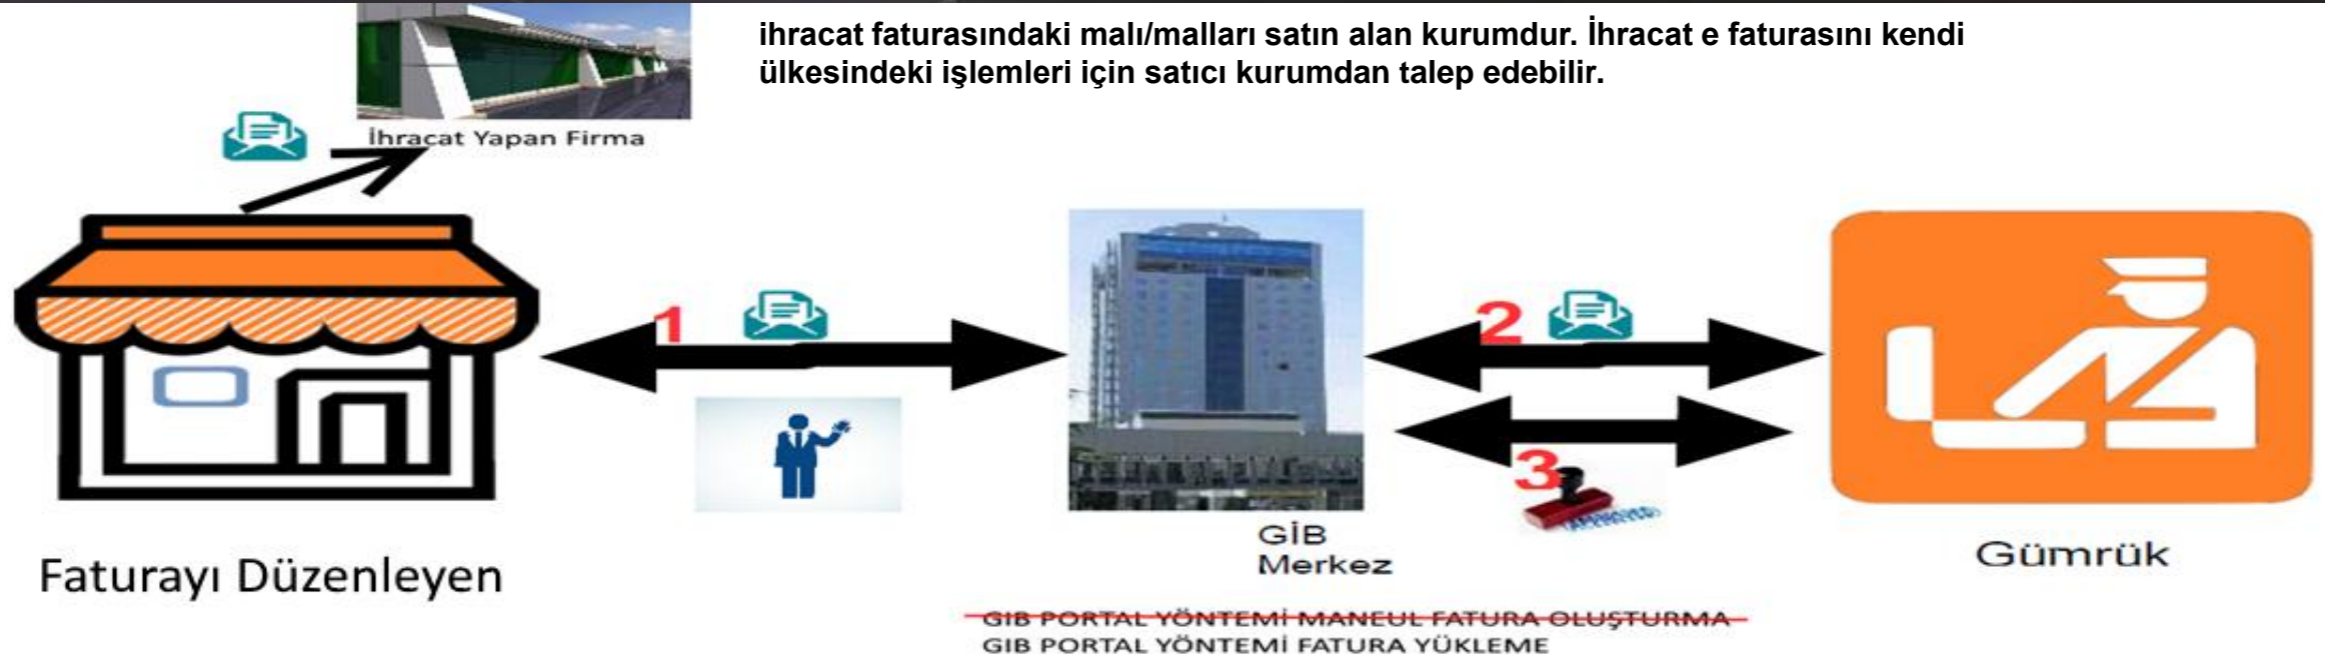 ihracat faturasındaki malı/malları satın alan kurumdur. İhracat e faturasını kendi
ülkesindeki işlemleri için satıcı kurumdan talep edebilir.
İhracat Yapan Firma
1
2
3
GİB
Merkez
Gümrük
Faturayı Düzenleyen
GIB PORTAL YÖNTEMİ MANEUL FATURA OLUŞTURMA
GIB PORTAL YÖNTEMİ FATURA YÜKLEME